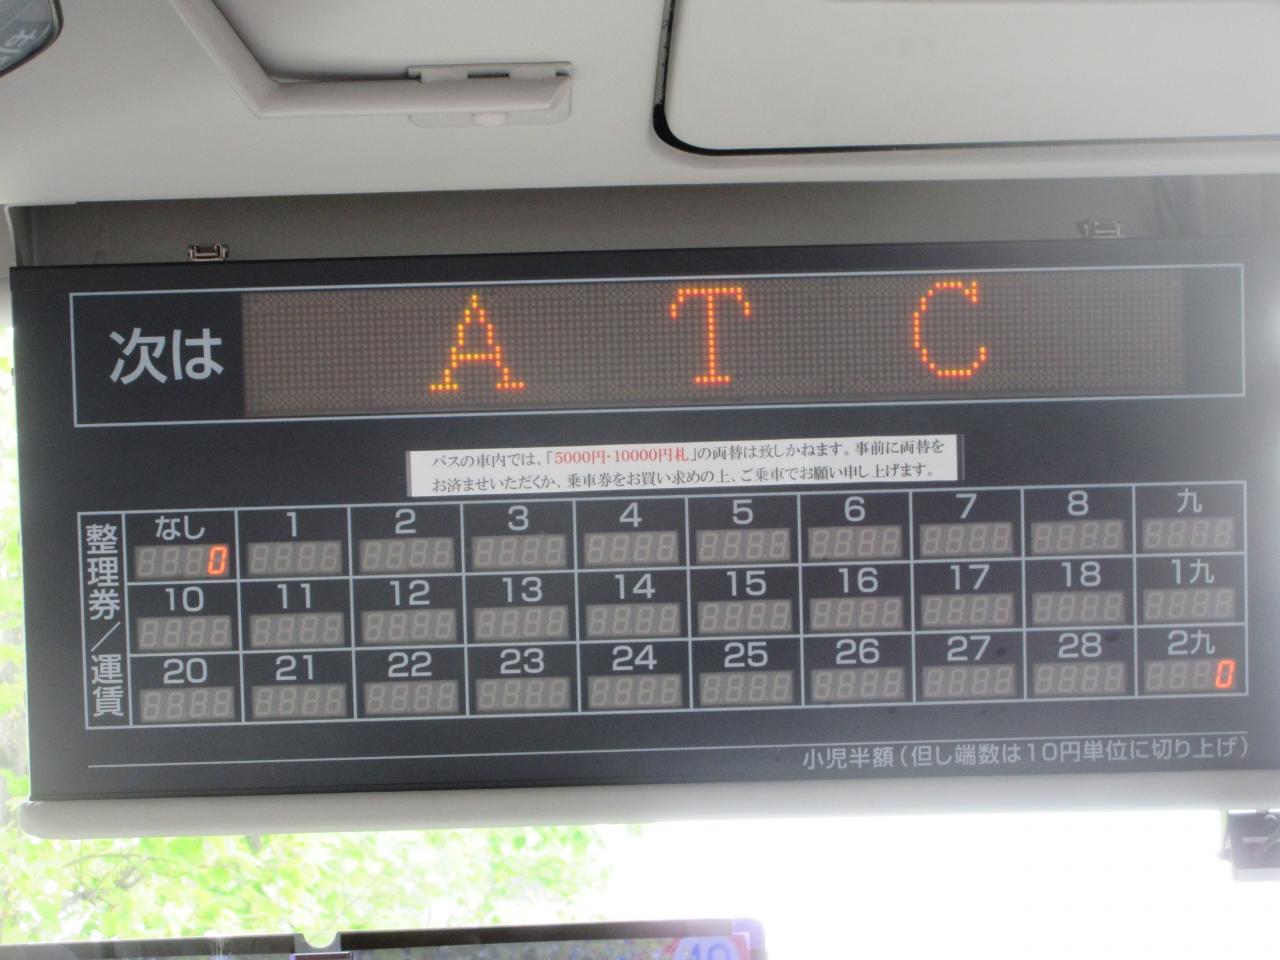 次は A T C
バスの車内では、「5000円・10000円札」の両替は致しかねます。事前に両替を
お済ませいただくか、乗車券をお買い求めの上、ご乗車でお願い申し上げます。
整理券/運賃
なし 1 2 3 4 5 6 7 8 九
0
10 11 12 13 14 15 16 17 18 1九
20 21 22 23 24 25 26 27 28 2九
0
小児半額(但し端数は10円単位に切り上げ)